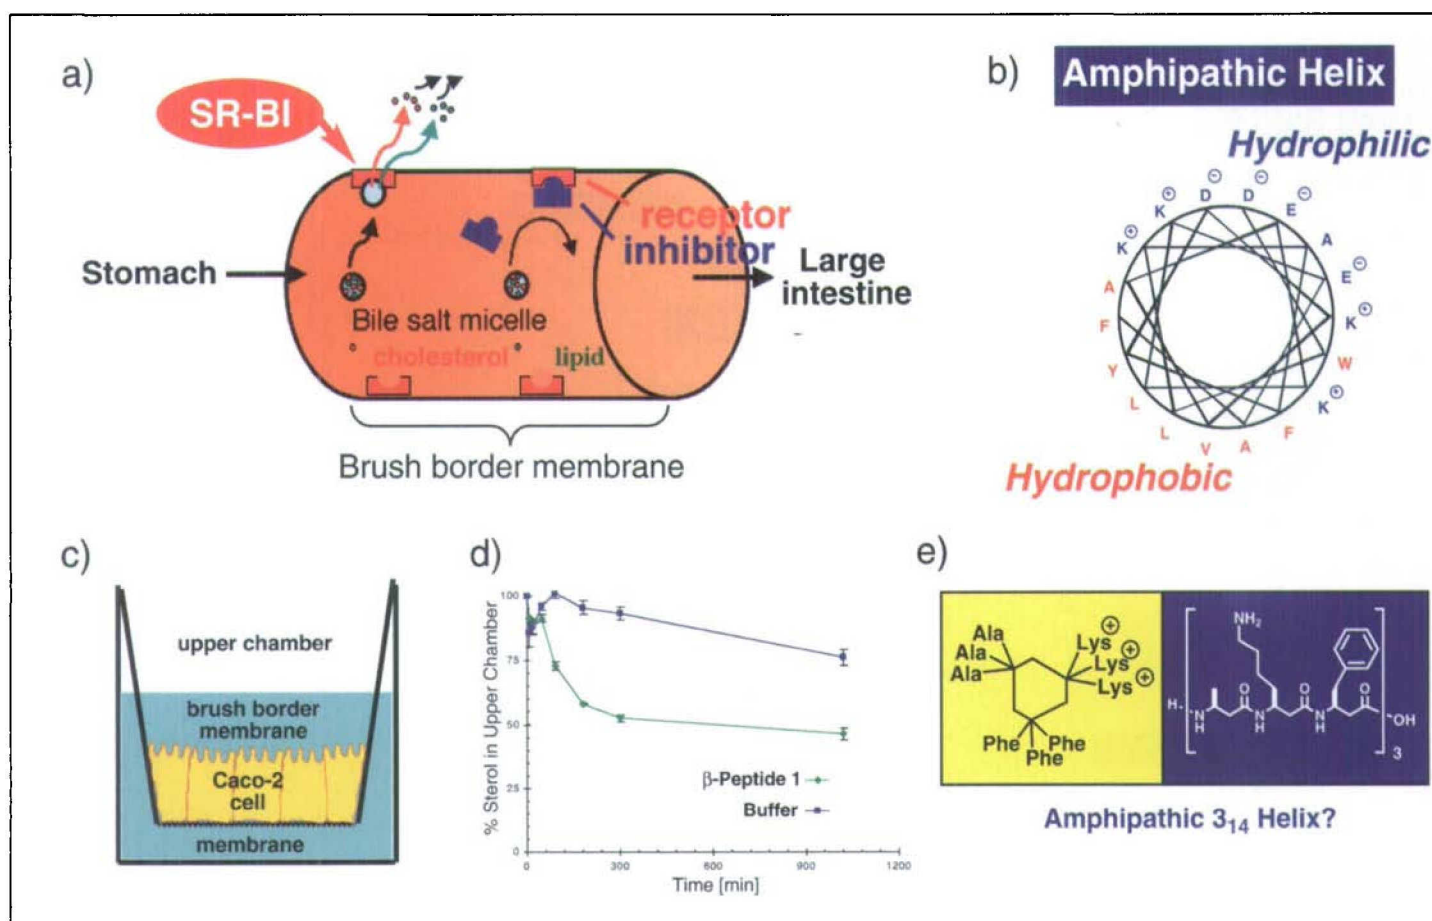 a)
SR-BI
receptor
inhibitor
Stomach
Large
intestine
Bile salt micelle
cholesterol
lipid
Brush border membrane
b)
Amphipathic Helix
Hydrophilic
D
D
E
A
E
K
W
K
F
A
V
L
L
Y
F
A
K
K
Hydrophobic
c)
upper chamber
brush border
membrane
Caco-2
cell
membrane
d)
% Sterol in Upper Chamber
100
75
50
25
0
β-Peptide 1
Buffer
0
300
600
900
1200
Time [min]
e)
Ala
Ala
Ala
Lys
Lys
Lys
Phe
Phe
Phe
NH₂
H
N
H
O
N
H
O
N
H
O
OH
3
Amphipathic 3₁₄ Helix?